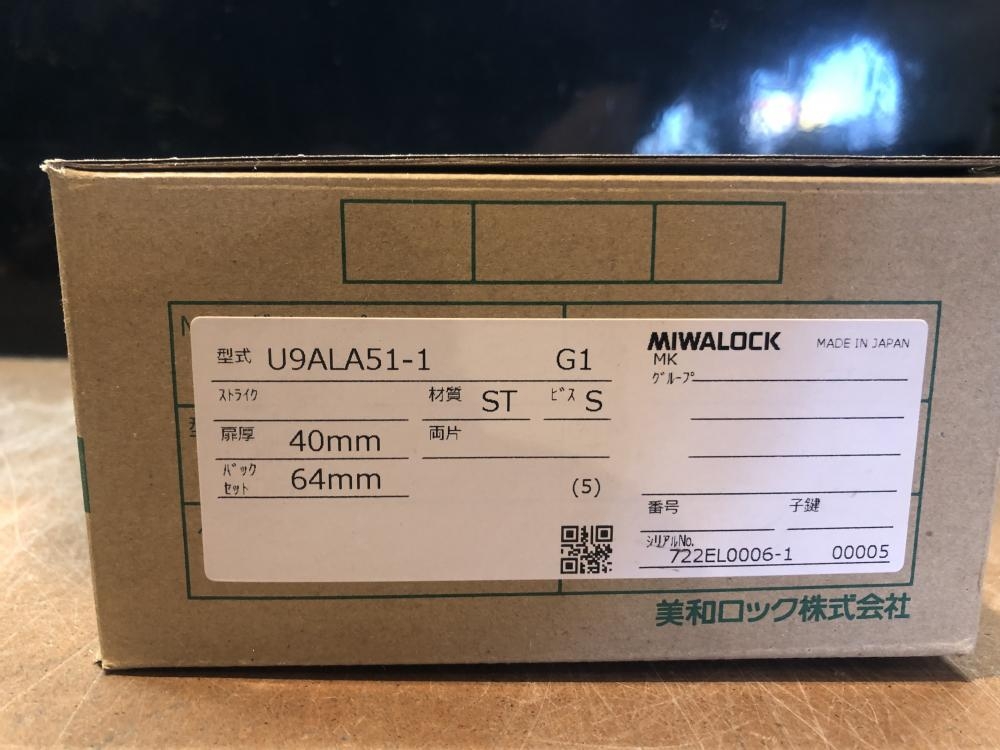 型式 U9ALA51-1 G1
ストライク 材質 ST ビス S
扉厚 40mm 両片
バックセット 64mm
(5)
MIWALOCK MADE IN JAPAN
MK
グループ
番号 子鍵
シリアルNo. 722EL0006-1 00005
美和ロック株式会社